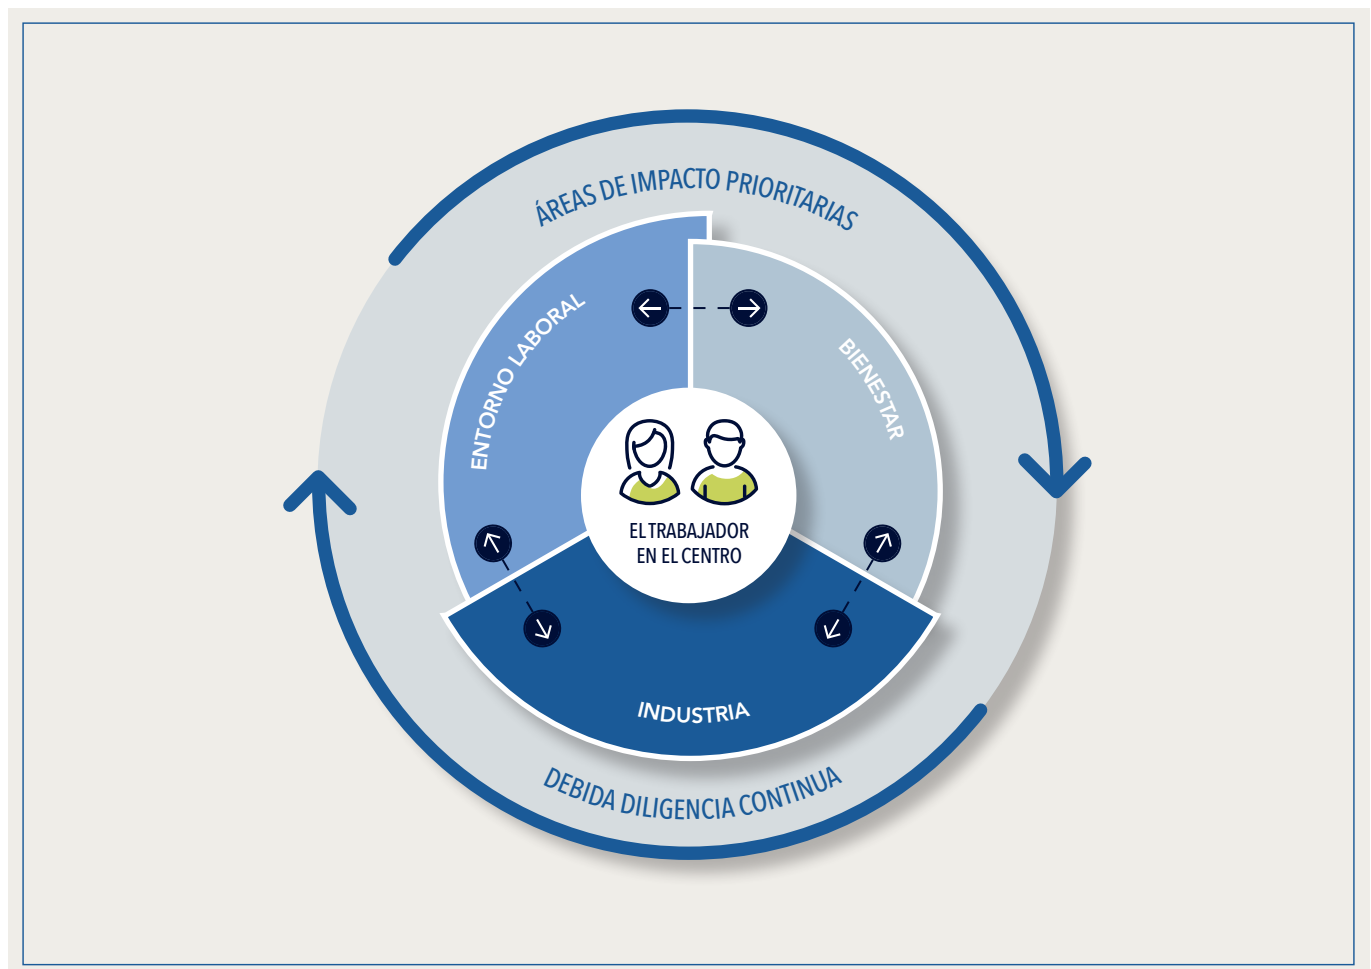 ÁREAS DE IMPACTO PRIORITARIAS
ENTORNO LABORAL
BIENESTAR
EL TRABAJADOR
EN EL CENTRO
INDUSTRIA
DEBIDA DILIGENCIA CONTINUA